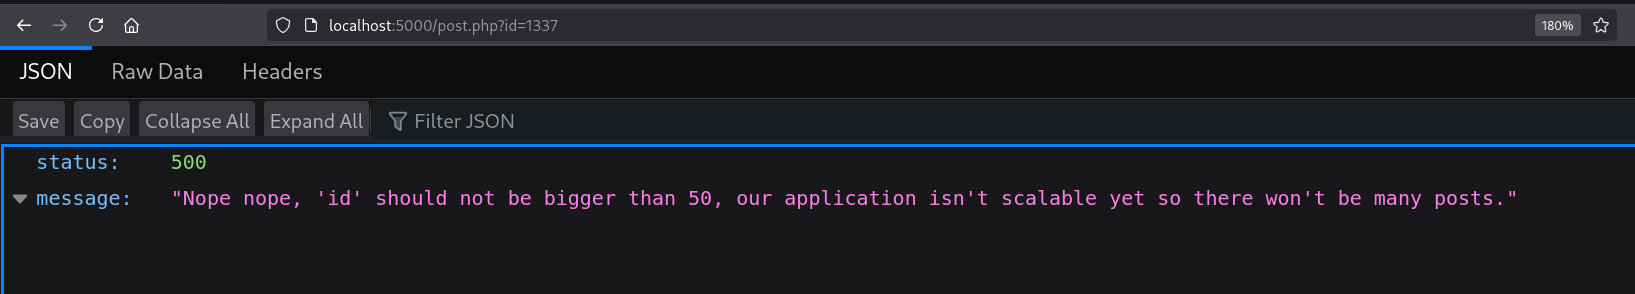 localhost:5000/post.php?id=1337 180%
JSON Raw Data Headers
Save Copy Collapse All Expand All Filter JSON
status: 500
message: "Nope nope, 'id' should not be bigger than 50, our application isn't scalable yet so there won't be many posts."